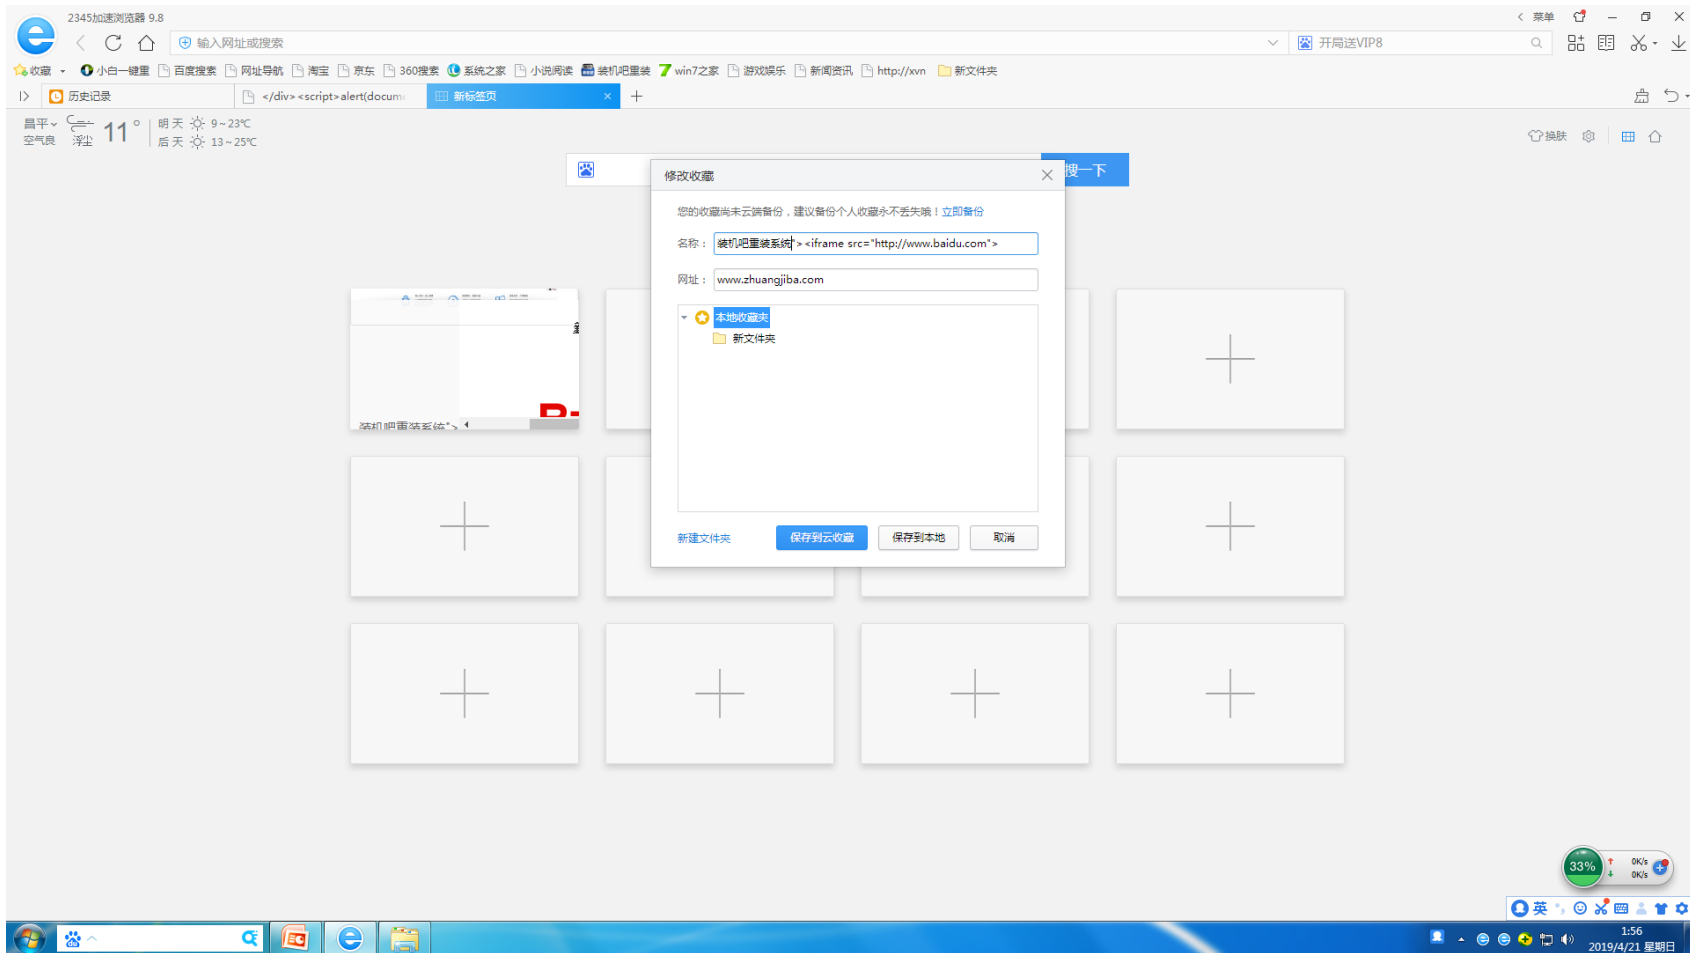 2345加速浏览器 9.8
菜单
输入网址或搜索
开局送VIP8
收藏 小白一键重 百度搜索 网址导航 淘宝 京东 360搜索 系统之家 小说阅读 装机吧重装 win7之家 游戏娱乐 新闻资讯 http://xvn 新文件夹
历史记录 </div><script>alert(docum 新标签页
昌平 11° 明天 9~23℃
空气良 浮尘 后天 13~25℃
换肤
搜一下
修改收藏
您的收藏尚未云端备份，建议备份个人收藏永不丢失哦！立即备份
名称： 装机吧重装系统"><iframe src="http://www.baidu.com">
网址： www.zhuangjiba.com
本地收藏夹
新文件夹
装机吧重装系统">
新建文件夹 保存到云收藏 保存到本地 取消
33% 0K/s
0K/s
英
1:56
2019/4/21 星期日